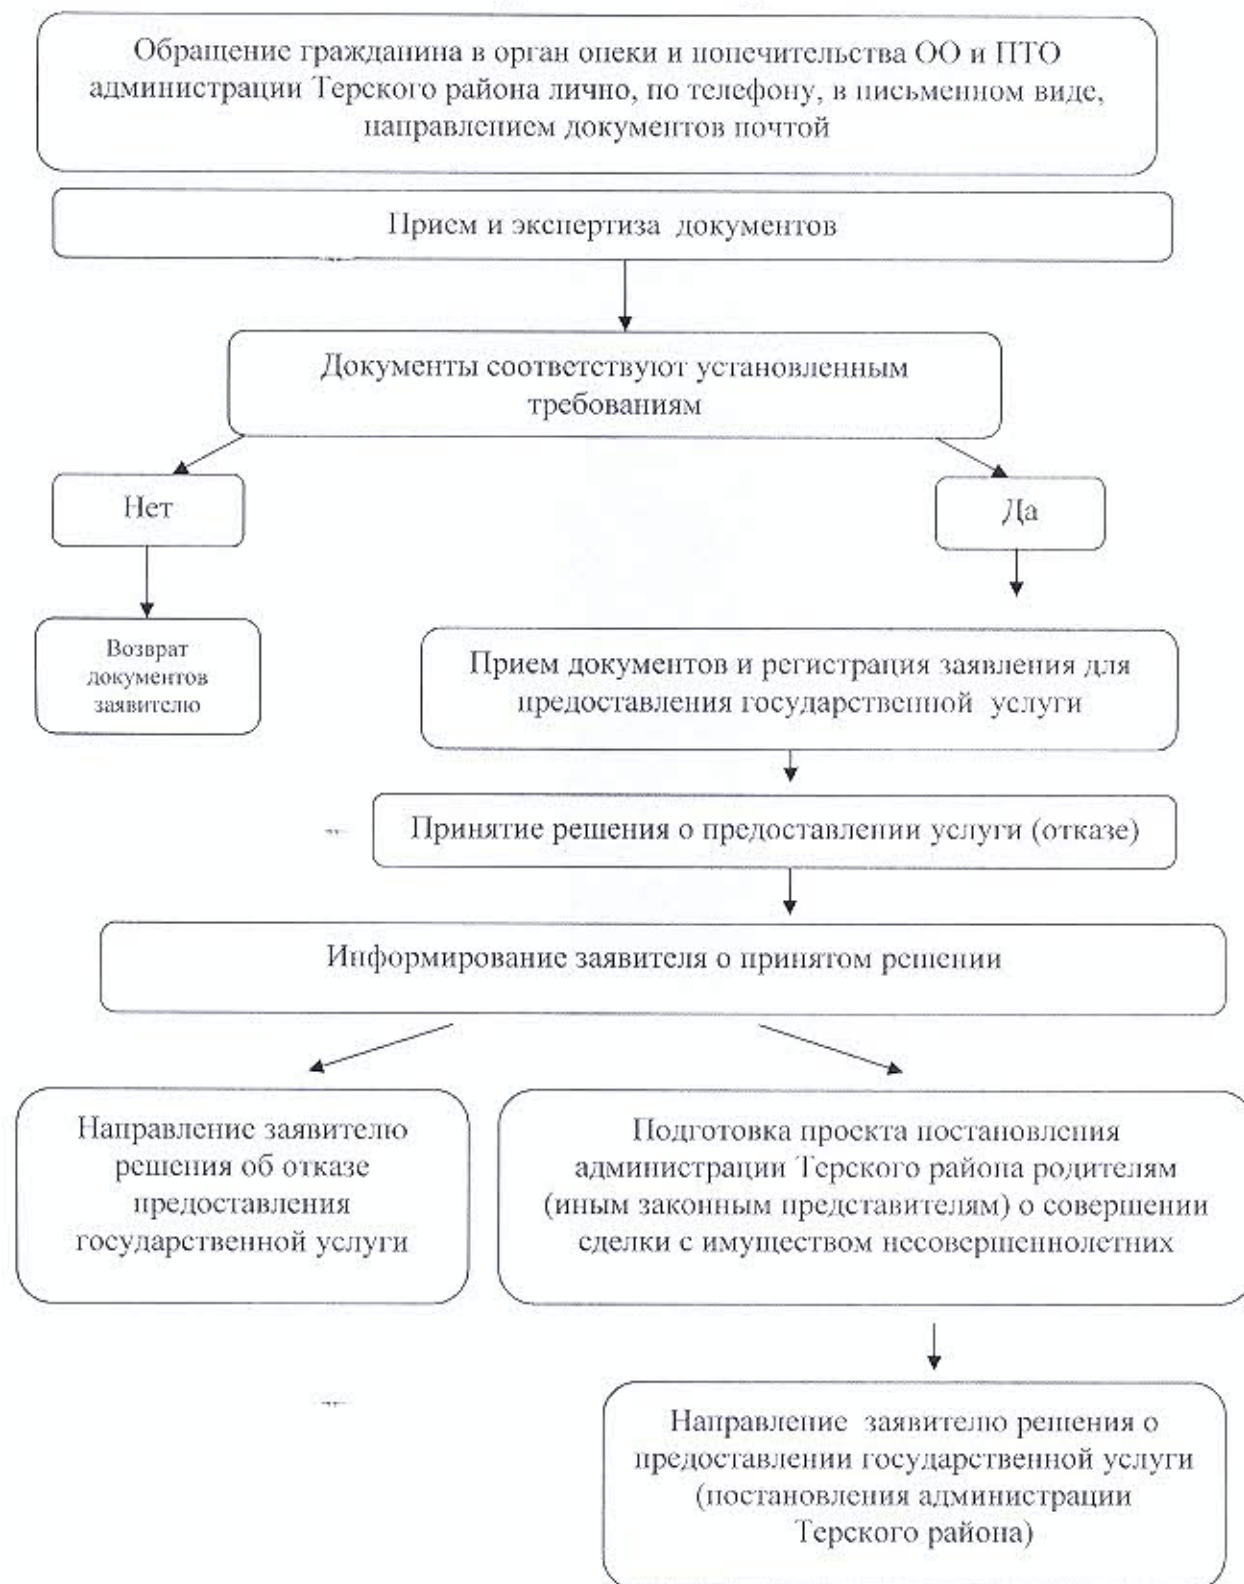 Обращение гражданина в орган опеки и попечительства ОО и ПТО
администрации Терского района лично, по телефону, в письменном виде,
направлением документов почтой
Прием и экспертиза документов
Документы соответствуют установленным
требованиям
Нет
Да
Возврат
документов
заявителю
Прием документов и регистрация заявления для
предоставления государственной услуги
Принятие решения о предоставлении услуги (отказе)
Информирование заявителя о принятом решении
Направление заявителю
решения об отказе
предоставления
государственной услуги
Подготовка проекта постановления
администрации Терского района родителям
(иным законным представителям) о совершении
сделки с имуществом несовершеннолетних
Направление заявителю решения о
предоставлении государственной услуги
(постановления администрации
Терского района)